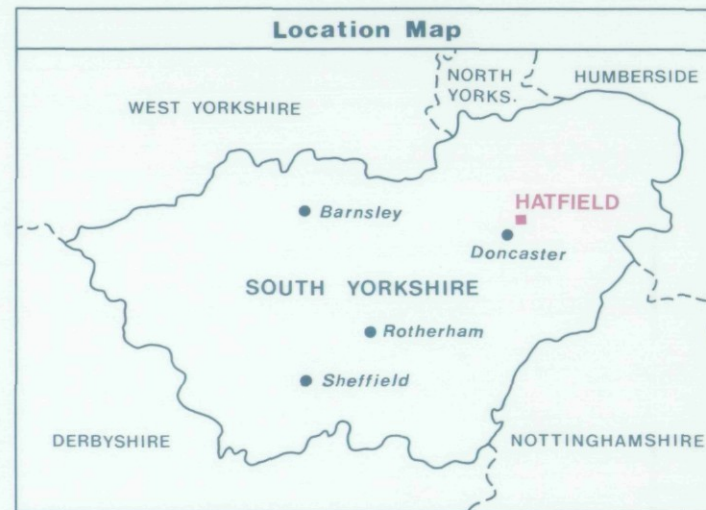 Location Map
NORTH
YORKS.
HUMBERSIDE
WEST YORKSHIRE
HATFIELD
Barnsley
Doncaster
SOUTH YORKSHIRE
Rotherham
Sheffield
DERBYSHIRE
NOTTINGHAMSHIRE